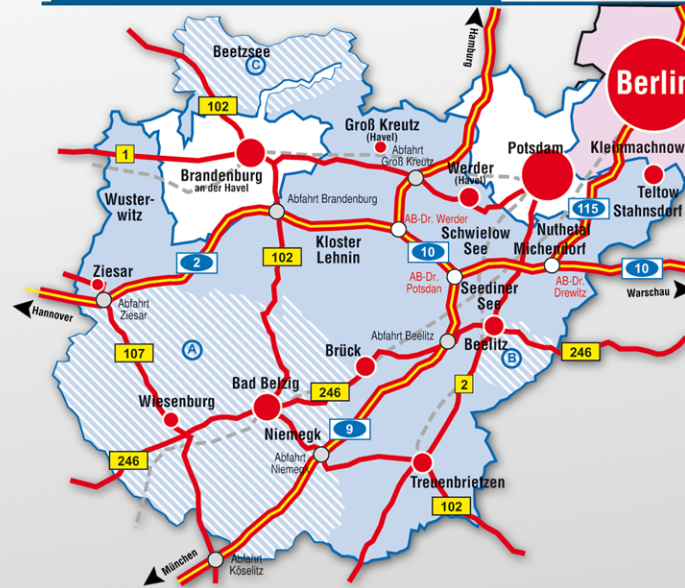 Hamburg
Beetzsee
C
Berlin
102
Groß Kreutz
(Havel)
Abfahrt
Groß Kreutz
1
Brandenburg
an der Havel
Werder
(Havel)
Potsdam
Kleinmachnow
Teltow
Stahnsdorf
Wuster-
witz
Abfahrt Brandenburg
AB-Dr. Werder
115
Kloster
Lehnin
Schwielow
See
Nuthetal
Michendorf
2
102
10
10
Ziesar
AB-Dr.
Potsdan
AB-Dr.
Drewitz
Warschau
Hannover
Abfahrt
Ziesar
Seediner
See
107
A
Abfahrt Beelitz
Beelitz
B
246
Brück
Bad Belzig
246
2
Wiesenburg
Niemegk
9
246
Abfahrt
Niemegk
Treuenbrietzen
102
München
Abfahrt
Köselitz